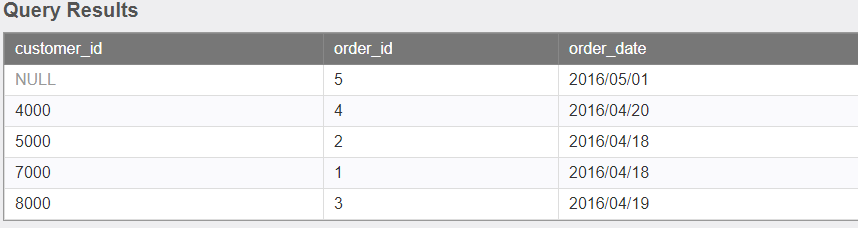 Query Results
customer_id order_id order_date
NULL 5 2016/05/01
4000 4 2016/04/20
5000 2 2016/04/18
7000 1 2016/04/18
8000 3 2016/04/19